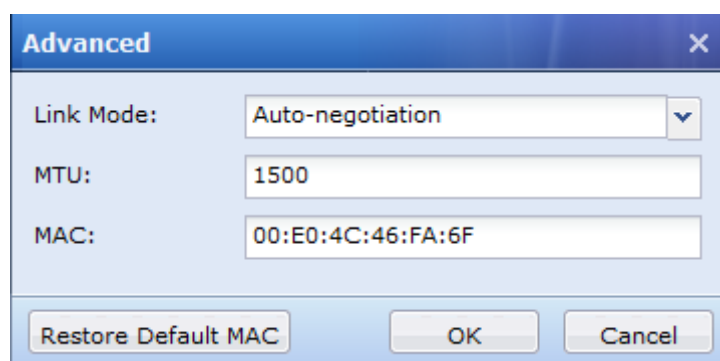 Advanced
Link Mode: Auto-negotiation
MTU: 1500
MAC: 00:E0:4C:46:FA:6F
Restore Default MAC OK Cancel